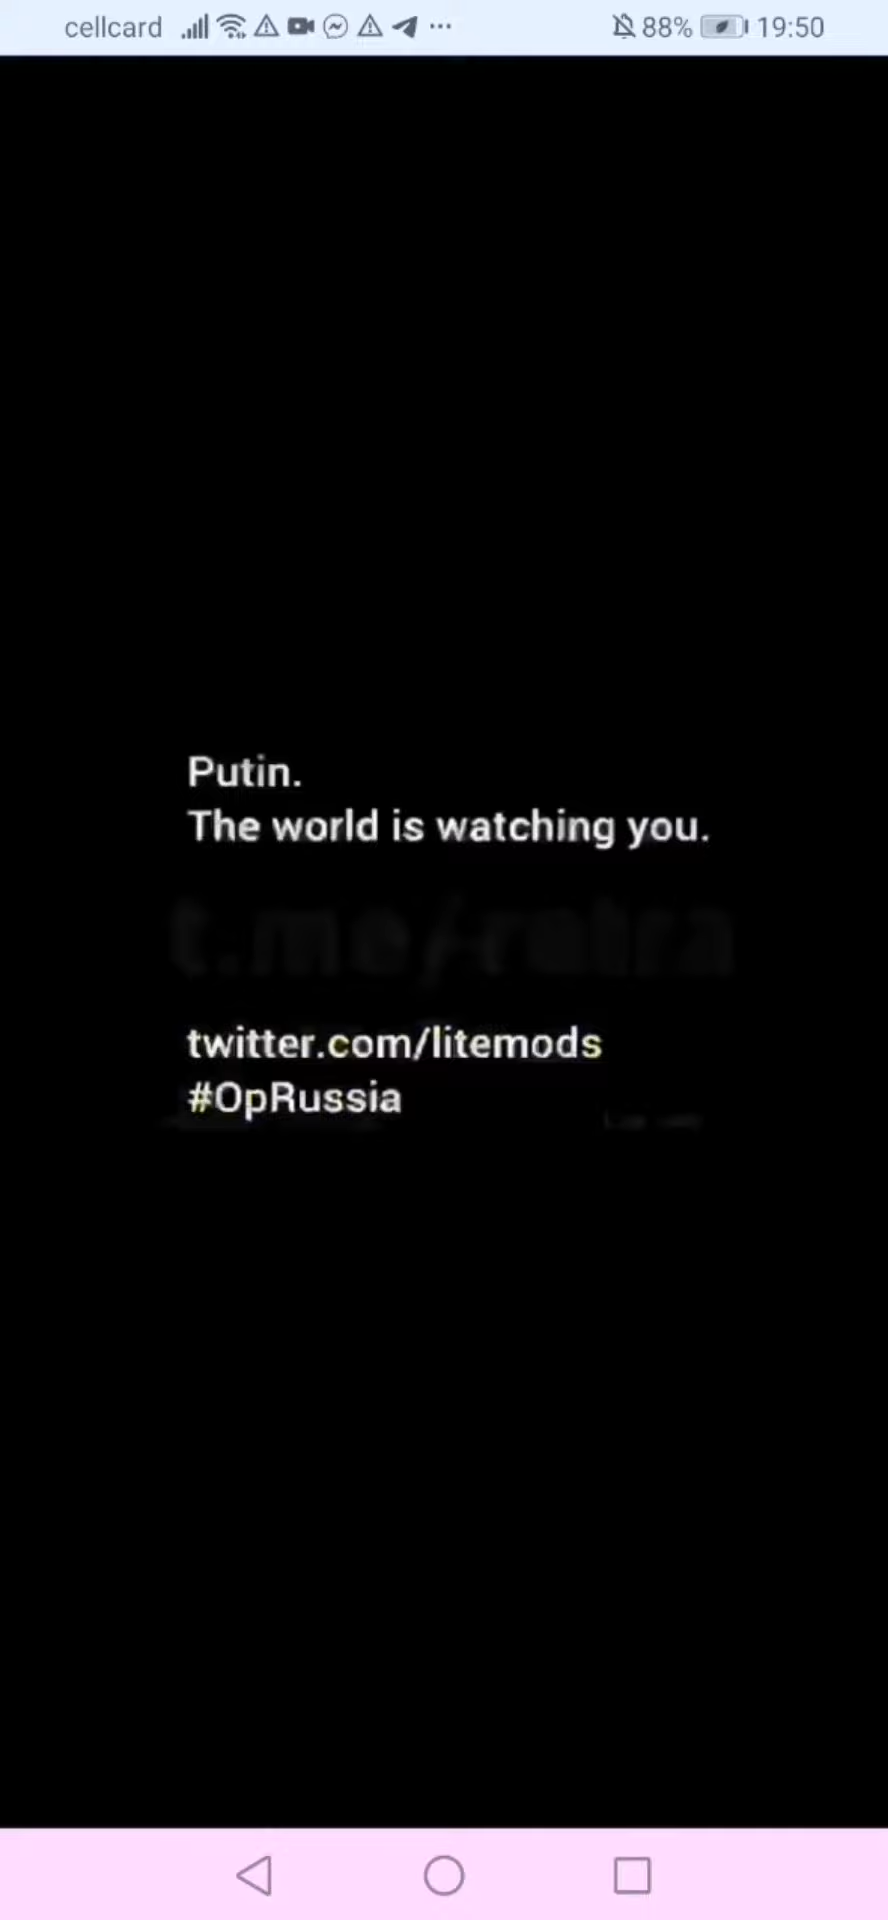 cellcard 88% 19:50
Putin.
The world is watching you.
twitter.com/litemods
#OpRussia